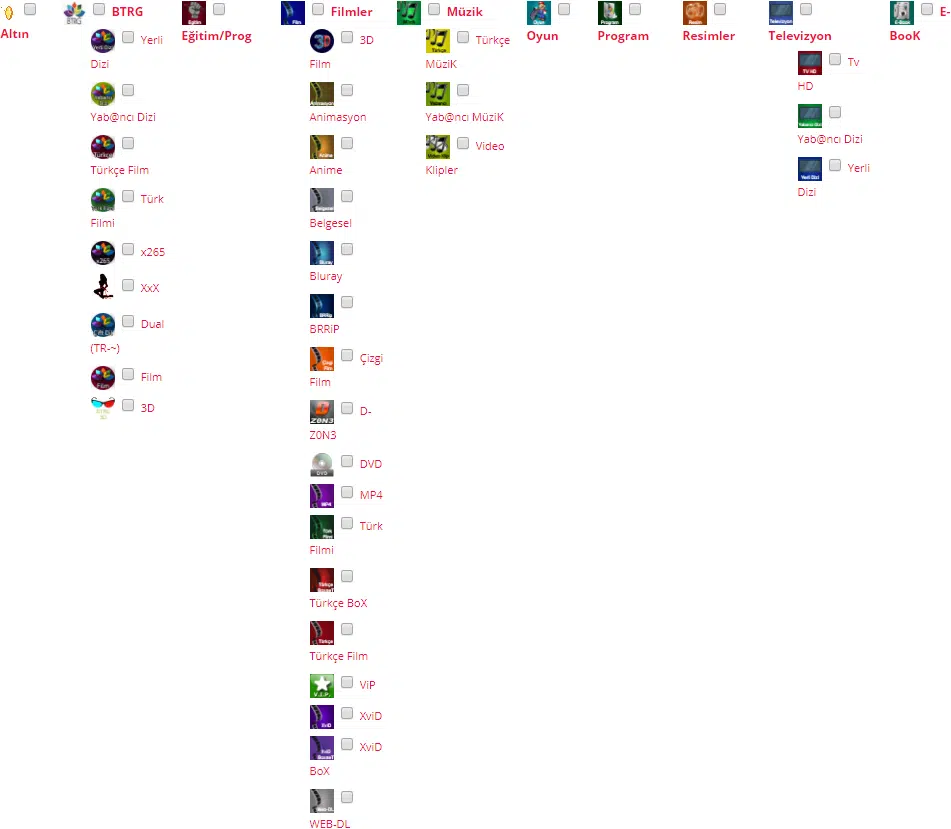 BTRG
Filmler
Müzik
E-
Altın
Eğitim/Prog
Oyun
Program
Resimler
Televizyon
BooK
Yerli
Dizi
Yab@ncı Dizi
Türkçe Film
Türk
Filmi
x265
XxX
Dual
(TR-~)
Film
3D
3D
Film
Animasyon
Anime
Belgesel
Bluray
BRRiP
Çizgi
Film
D-
Z0N3
DVD
MP4
Türk
Filmi
Türkçe BoX
Türkçe Film
ViP
XviD
XviD
BoX
WEB-DL
Türkçe
MüziK
Yab@ncı MüziK
Video
Klipler
Tv
HD
Yab@ncı Dizi
Yerli
Dizi